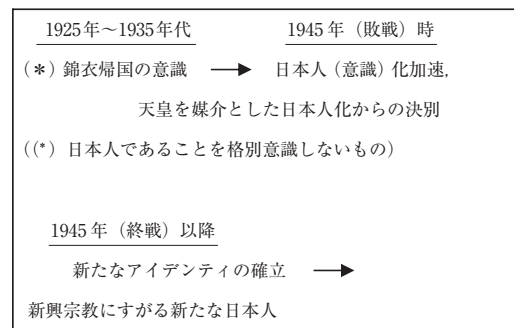 1925年～1935年代 1945年（敗戦）時
（＊）錦衣帰国の意識 → 日本人（意識）化加速，
天皇を媒介とした日本人化からの決別
（（*）日本人であることを格別意識しないもの）
1945年（終戦）以降
新たなアイデンティの確立 →
新興宗教にすがる新たな日本人